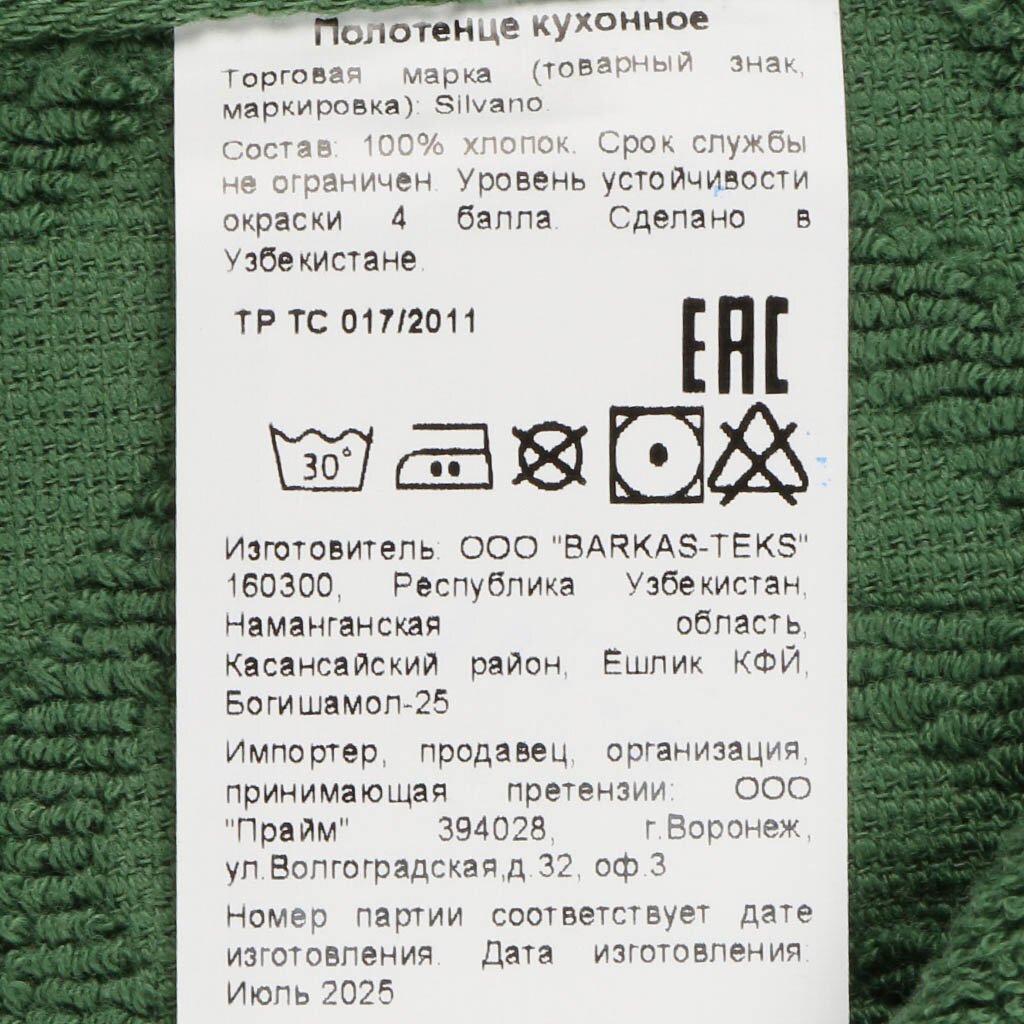 Полотенце кухонное
Торговая марка (товарный знак,
маркировка): Silvano.
Состав: 100% хлопок. Срок службы
не ограничен. Уровень устойчивости
окраски 4 балла. Сделано в
Узбекистане.
ТР ТС 017/2011
ЕАС
30°
Изготовитель: ООО "BARKAS-TEKS"
160300, Республика Узбекистан,
Наманганская область,
Касансайский район, Ёшлик КФЙ,
Богишамол-25
Импортер, продавец, организация,
принимающая претензии: ООО
"Прайм" 394028, г.Воронеж,
ул.Волгоградская,д.32, оф.3
Номер партии соответствует дате
изготовления. Дата изготовления:
Июль 2025